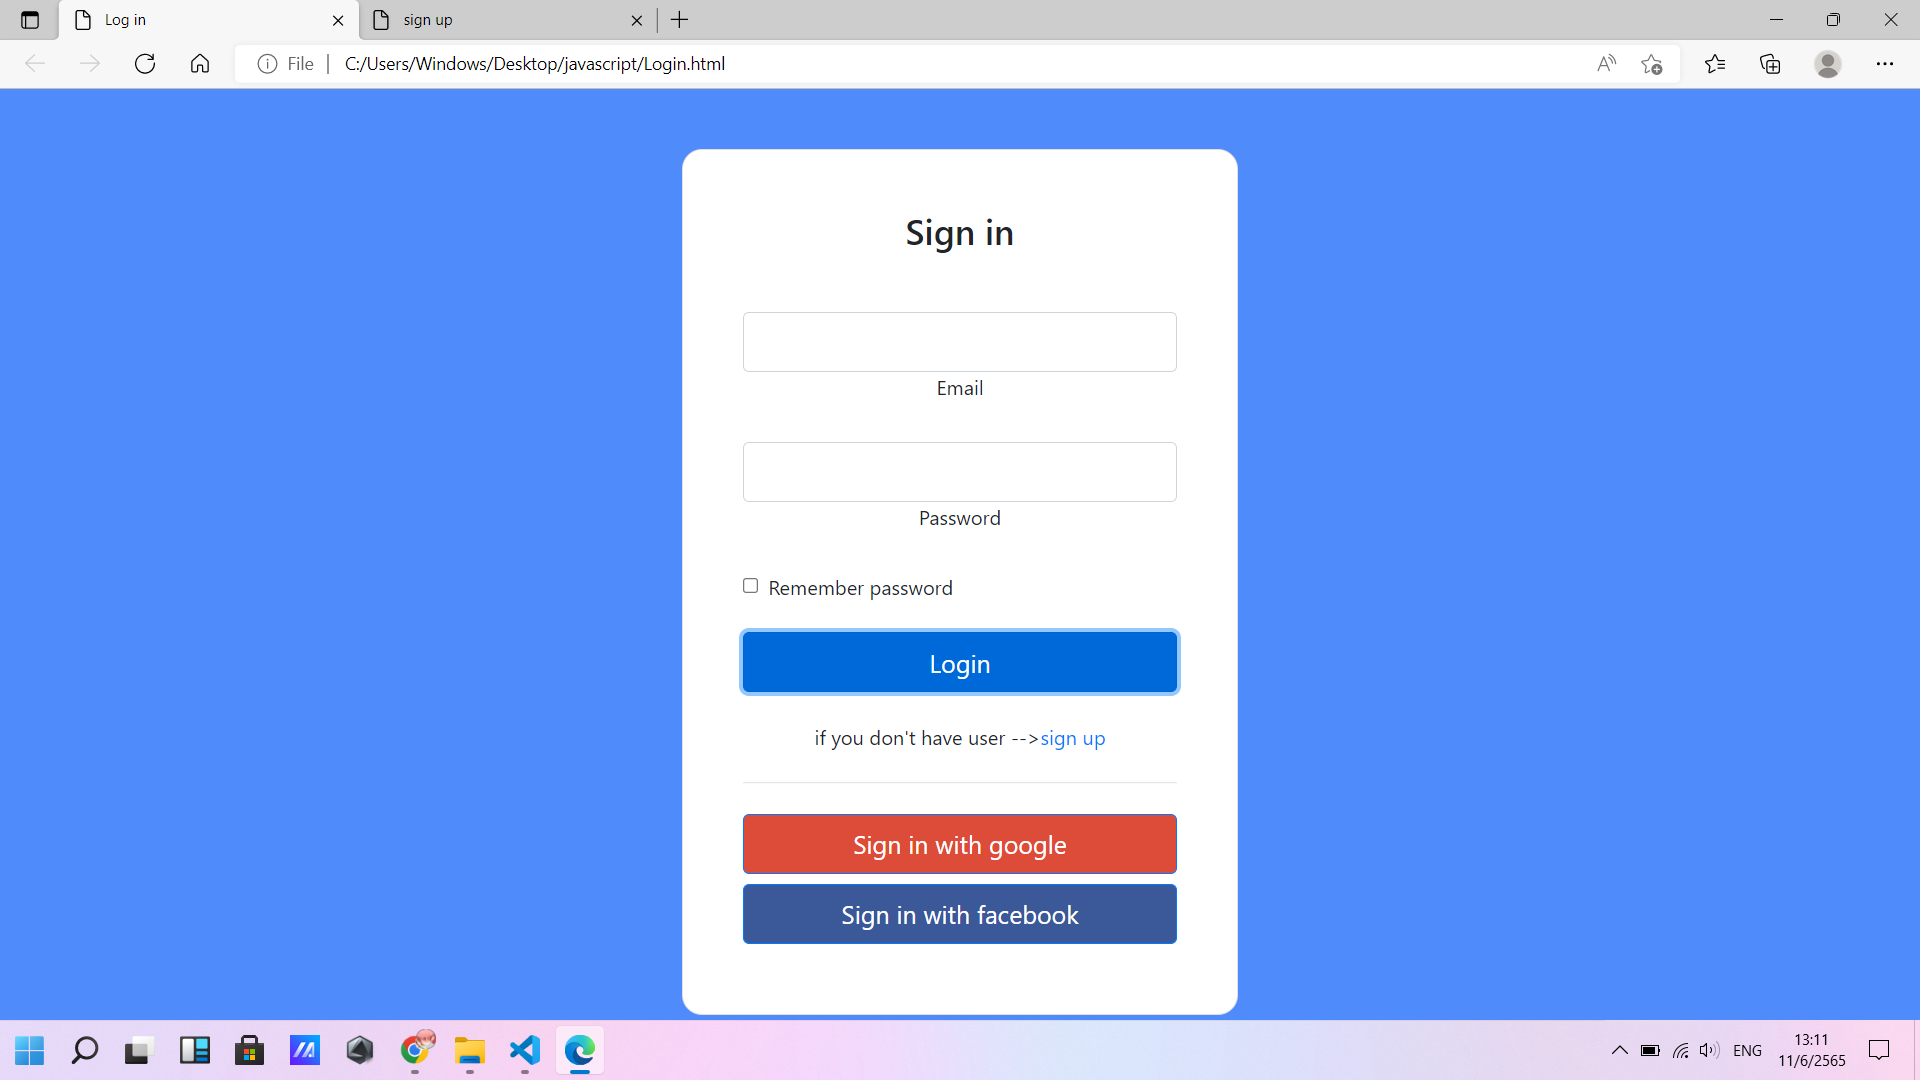 Log in
sign up
File
C:/Users/Windows/Desktop/javascript/Login.html
Sign in
Email
Password
Remember password
Login
if you don't have user -->sign up
Sign in with google
Sign in with facebook
ENG
13:11
11/6/2565